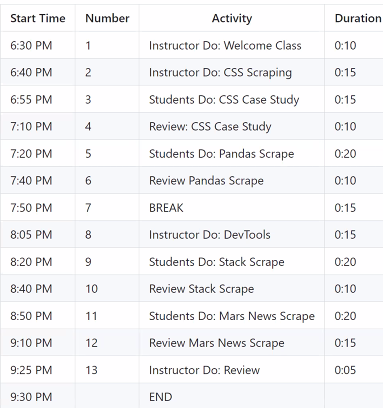 Start Time Number Activity Duration
6:30 PM 1 Instructor Do: Welcome Class 0:10
6:40 PM 2 Instructor Do: CSS Scraping 0:15
6:55 PM 3 Students Do: CSS Case Study 0:15
7:10 PM 4 Review: CSS Case Study 0:10
7:20 PM 5 Students Do: Pandas Scrape 0:20
7:40 PM 6 Review Pandas Scrape 0:10
7:50 PM 7 BREAK 0:15
8:05 PM 8 Instructor Do: DevTools 0:15
8:20 PM 9 Students Do: Stack Scrape 0:20
8:40 PM 10 Review Stack Scrape 0:10
8:50 PM 11 Students Do: Mars News Scrape 0:20
9:10 PM 12 Review Mars News Scrape 0:15
9:25 PM 13 Instructor Do: Review 0:05
9:30 PM END